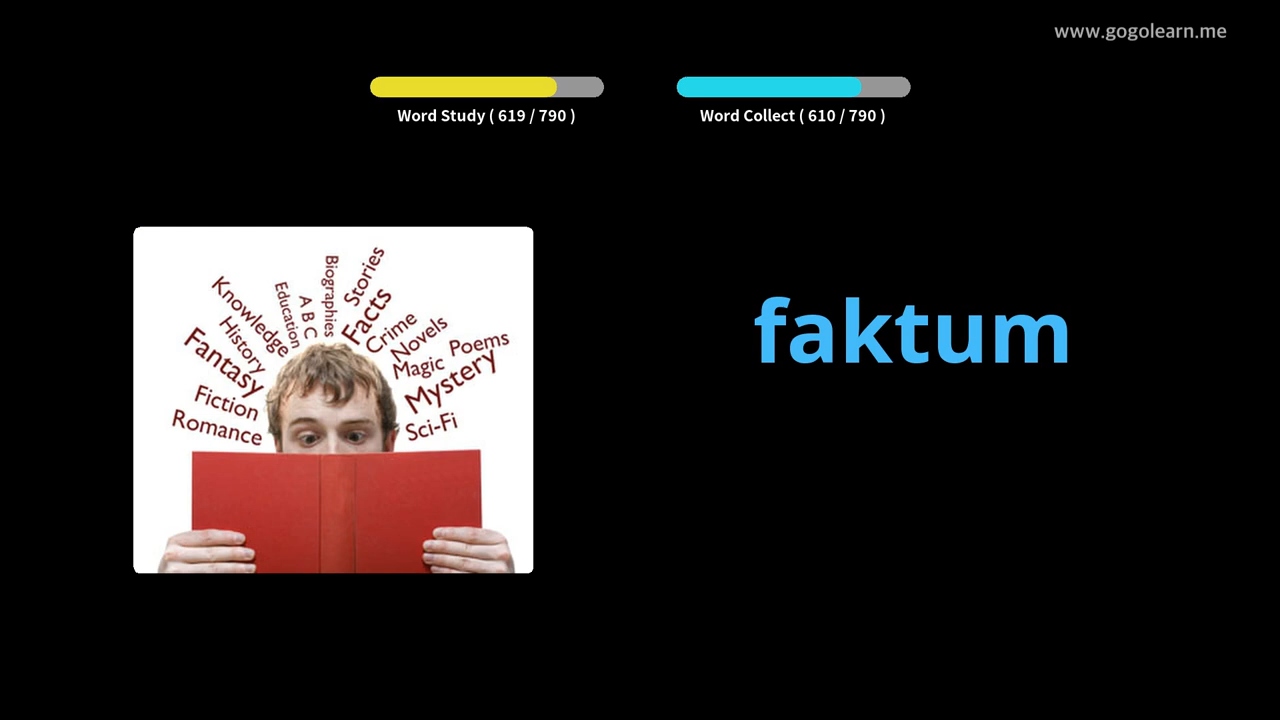 www.gogolearn.me
Word Study ( 619 / 790 )
Word Collect ( 610 / 790 )
Knowledge
Education
A B C
Biographies
Stories
Facts
History
Crime
Novels
Poems
Fantasy
Magic
Mystery
Fiction
Romance
Sci-Fi
faktum